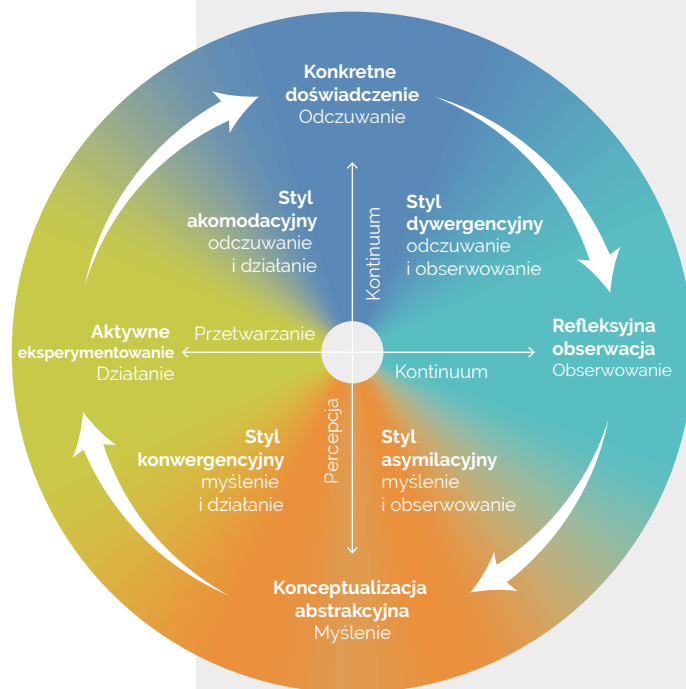 Konkretne
doświadczenie
Odczuwanie
Styl
akomodacyjny
odczuwanie
i działanie
Kontinuum
Styl
dywergencyjny
odczuwanie
i obserwowanie
Aktywne
eksperymentowanie
Działanie
Przetwarzanie
Kontinuum
Refleksyjna
obserwacja
Obserwowanie
Styl
konwergencyjny
myślenie
i działanie
Percepcja
Styl
asymilacyjny
myślenie
i obserwowanie
Konceptualizacja
abstrakcyjna
Myślenie